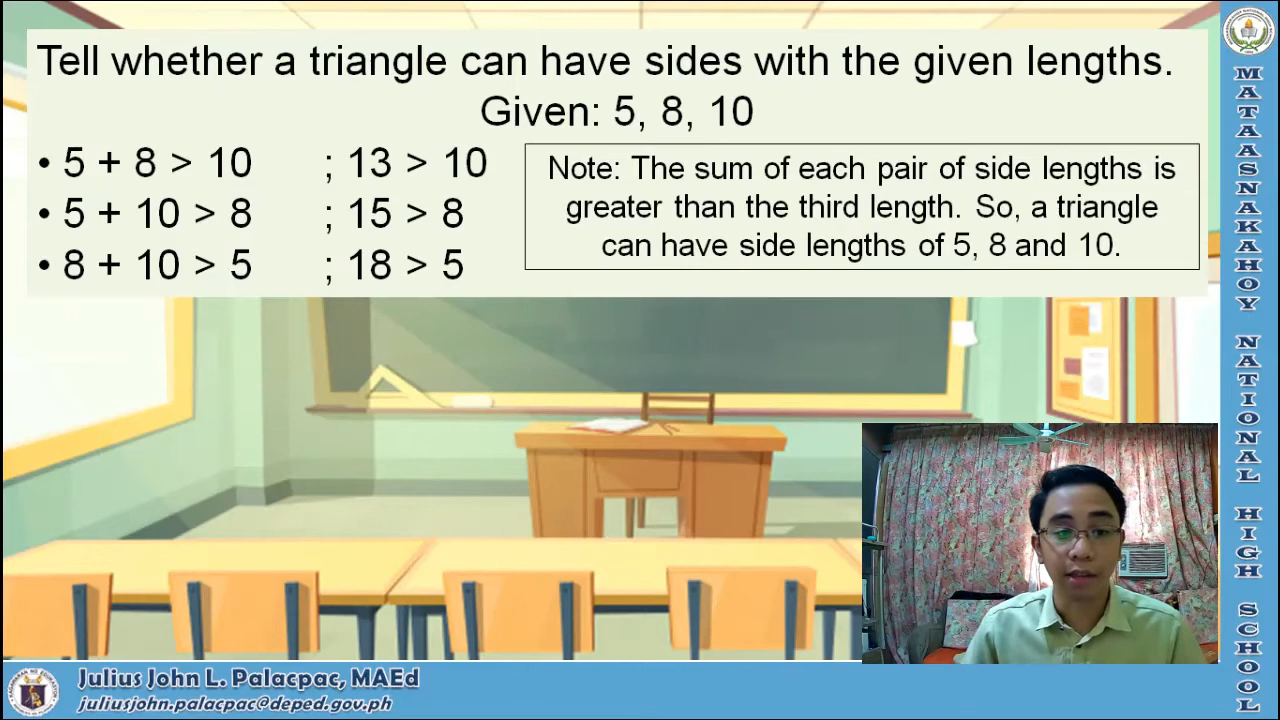 Tell whether a triangle can have sides with the given lengths.
Given: 5, 8, 10
• 5 + 8 > 10 ; 13 > 10
• 5 + 10 > 8 ; 15 > 8
• 8 + 10 > 5 ; 18 > 5
Note: The sum of each pair of side lengths is
greater than the third length. So, a triangle
can have side lengths of 5, 8 and 10.
MATAASNAKAHOY NATIONAL HIGH SCHOOL
Julius John L. Palacpac, MAEd
juliusjohn.palacpac@deped.gov.ph